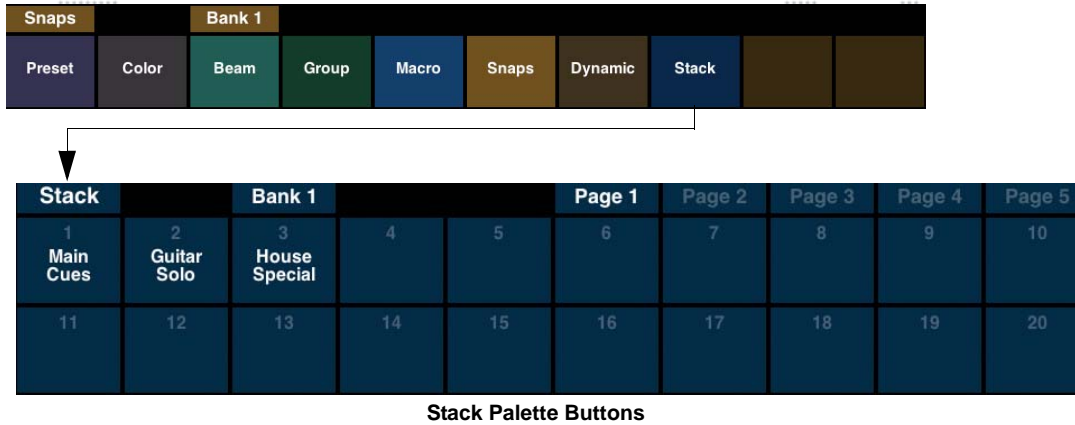 Snaps Bank 1
Preset Color Beam Group Macro Snaps Dynamic Stack
Stack Bank 1 Page 1 Page 2 Page 3 Page 4 Page 5
1 2 3 4 5 6 7 8 9 10
Main Guitar House
Cues Solo Special
11 12 13 14 15 16 17 18 19 20
Stack Palette Buttons